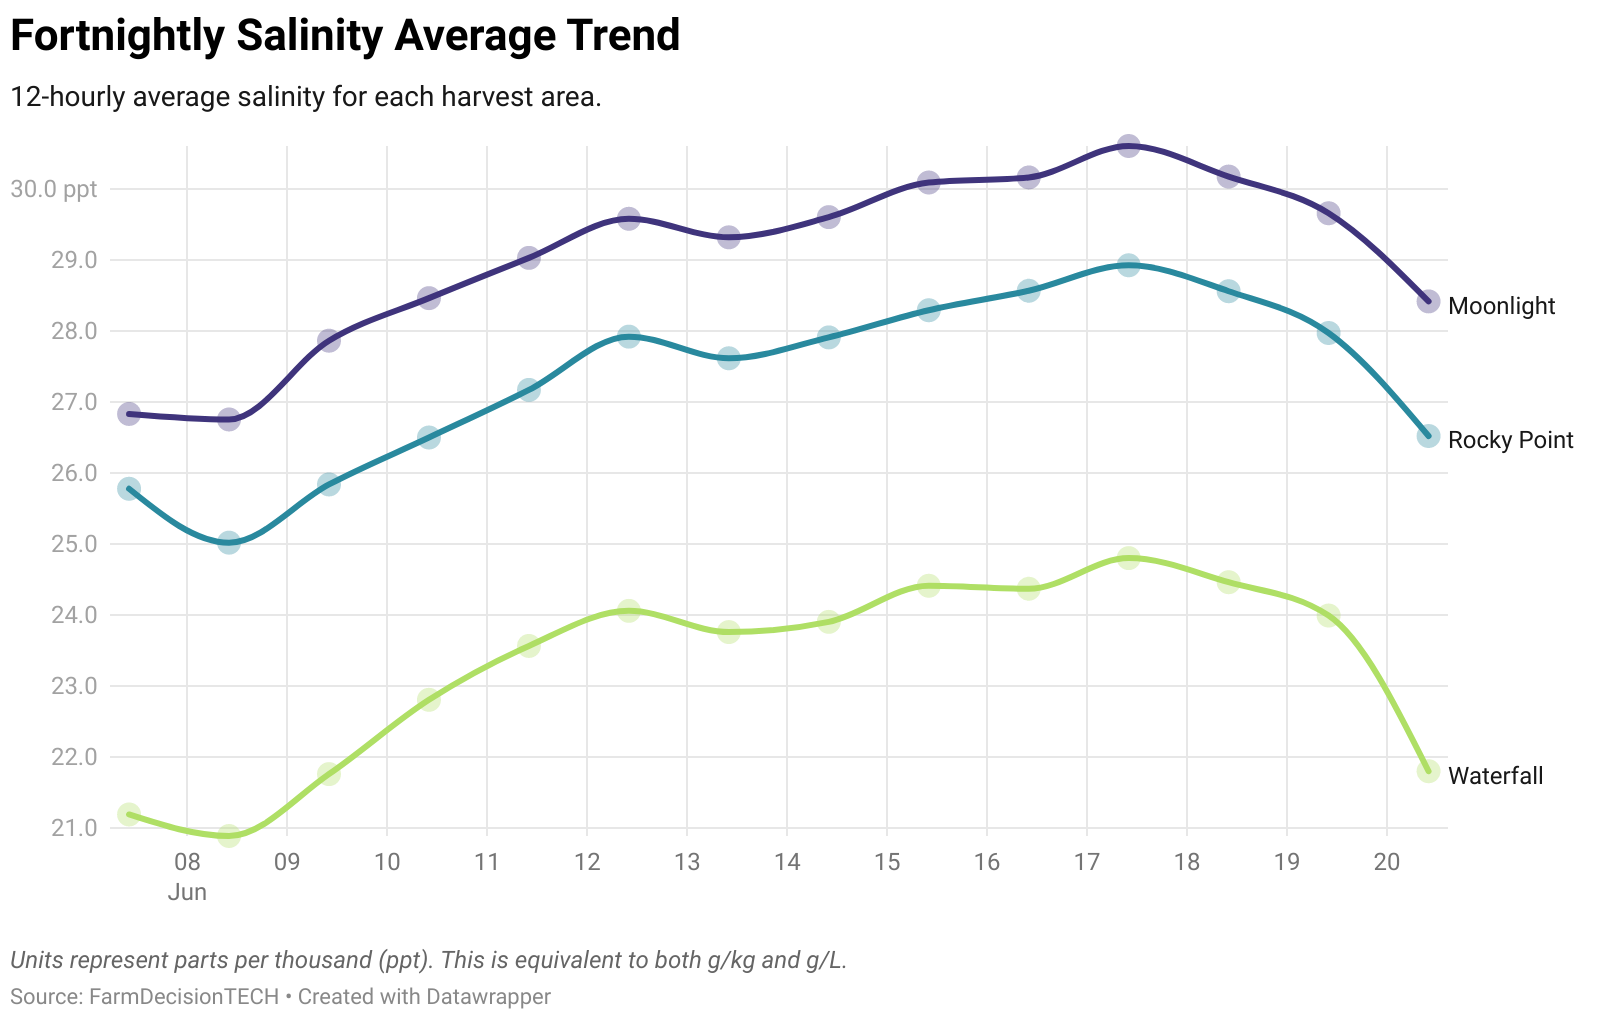 Fortnightly Salinity Average Trend
12-hourly average salinity for each harvest area.
30.0 ppt
29.0
28.0
27.0
26.0
25.0
24.0
23.0
22.0
21.0
Moonlight
Rocky Point
Waterfall
08 09 10 11 12 13 14 15 16 17 18 19 20
Jun
Units represent parts per thousand (ppt). This is equivalent to both g/kg and g/L.
Source: FarmDecisionTECH • Created with Datawrapper